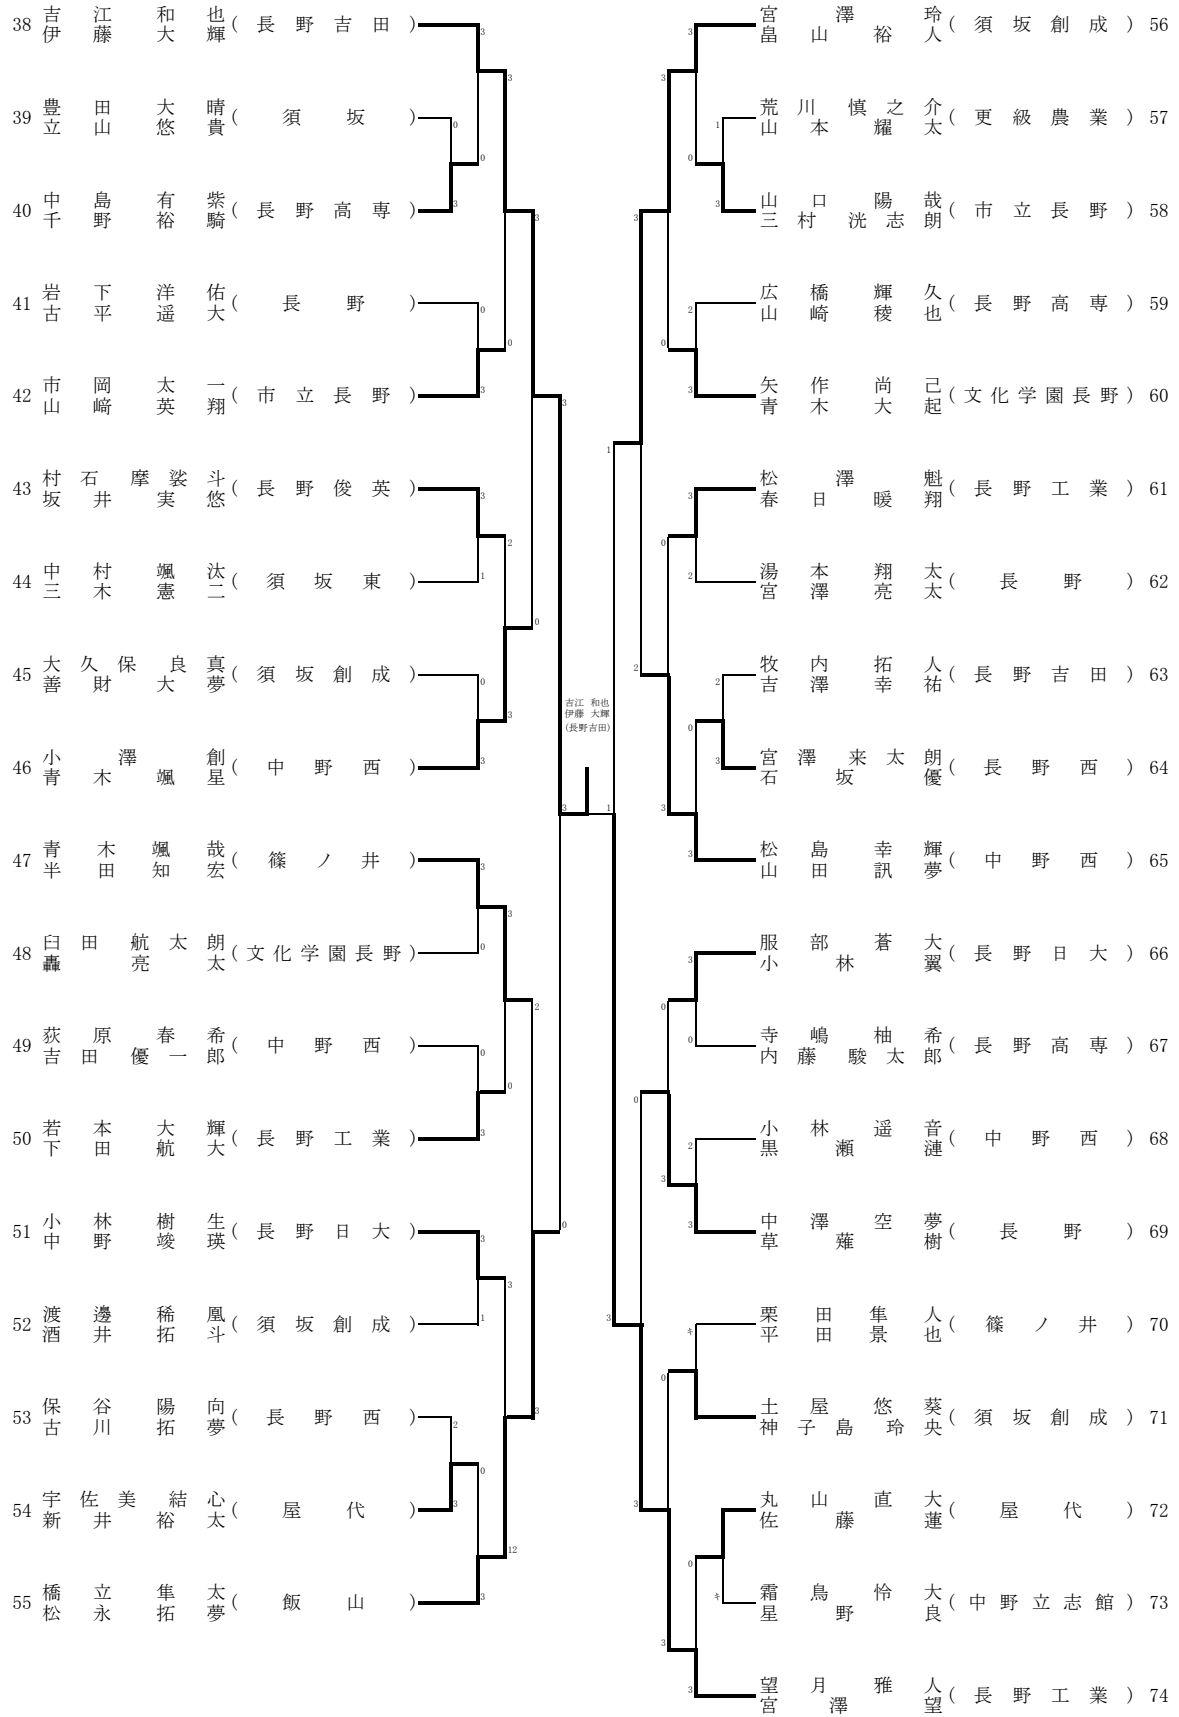 38 吉江和也 伊藤大輝 (長野吉田)
39 豊田大晴 立山悠貴 (須坂)
40 中島有紫 千野裕騎 (長野高専)
41 岩下洋佑 古平遥大 (長野)
42 市岡太一 山﨑英翔 (市立長野)
43 村石摩裟斗 坂井実悠 (長野俊英)
44 中村颯汰 三木憲二 (須坂東)
45 大久保良真 善財大夢 (須坂創成)
46 小澤創 青木颯星 (中野西)
47 青木颯哉 半田知宏 (篠ノ井)
48 臼田航太朗 轟亮太 (文化学園長野)
49 荻原春希 吉田優一郎 (中野西)
50 若本大輝 下田航大 (長野工業)
51 小林樹生 中野竣瑛 (長野日大)
52 渡邊稀凰 酒井拓斗 (須坂創成)
53 保谷陽向 古川拓夢 (長野西)
54 宇佐美結心 新井裕太 (屋代)
55 橋立隼太 松永拓夢 (飯山)
吉江 和也
伊藤 大輝
(長野吉田)
宮澤玲 畠山裕人 (須坂創成) 56
荒川慎之介 山本耀太 (更級農業) 57
山口陽哉 三村洸志朗 (市立長野) 58
広橋輝久 山崎稜也 (長野高専) 59
矢作尚己 青木大起 (文化学園長野) 60
松澤魁 春日暖翔 (長野工業) 61
湯本翔太 宮澤亮太 (長野) 62
牧内拓人 吉澤幸祐 (長野吉田) 63
宮澤来太朗 石坂優 (長野西) 64
松島幸輝 山田訊夢 (中野西) 65
服部蒼大 小林翼 (長野日大) 66
寺嶋柚希 内藤駿太郎 (長野高専) 67
小林遥音 黒瀬漣 (中野西) 68
中澤空夢 草薙樹 (長野) 69
栗田隼人 平田景也 (篠ノ井) 70
土屋悠葵 神子島玲央 (須坂創成) 71
丸山直大 佐藤蓮 (屋代) 72
霜鳥怜大 星野良 (中野立志館) 73
望月雅人 宮澤望 (長野工業) 74